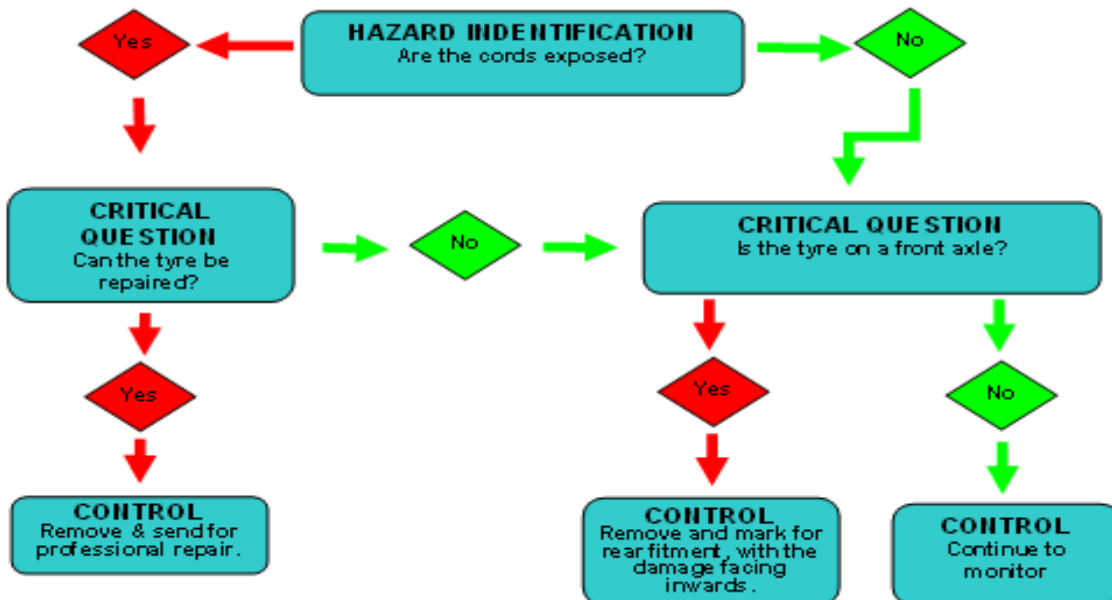 Yes
HAZARD INDENTIFICATION
Are the cords exposed?
No
CRITICAL
QUESTION
Can the tyre be
repaired?
No
CRITICAL QUESTION
Is the tyre on a front axle?
Yes
Yes
No
CONTROL
Remove & send for
professional repair.
CONTROL
Remove and mark for
rear fitment, with the
damage facing
inwards.
CONTROL
Continue to
monitor